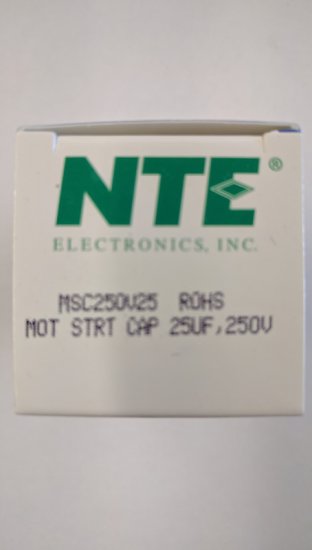 NTE®
ELECTRONICS, INC.
MSC250V25 ROHS
MOT STRT CAP 25UF,250V